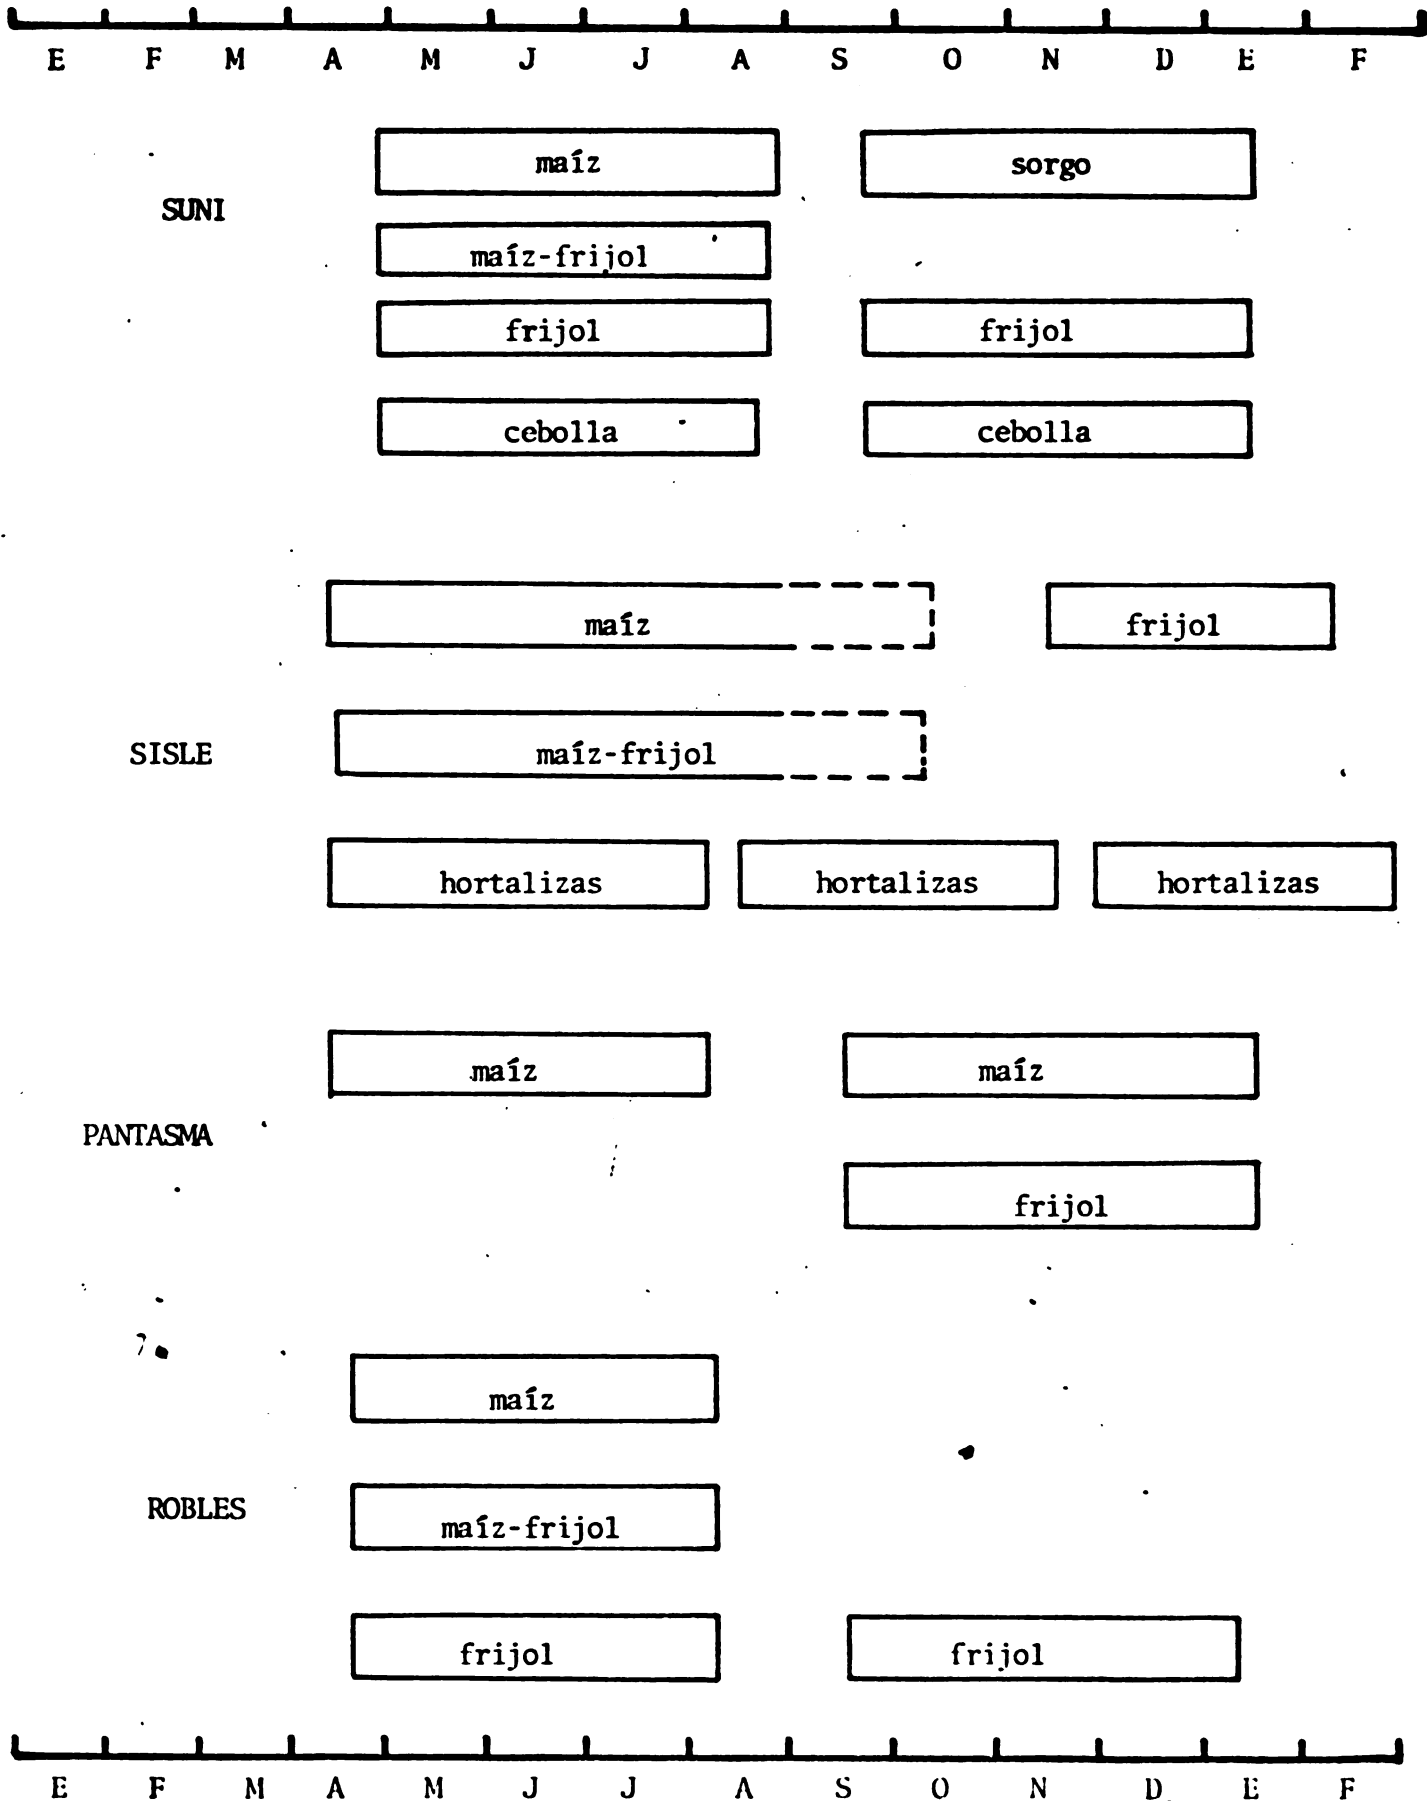 E F M A M J J A S O N D E F
maíz sorgo
SUNI
maíz-frijol
frijol frijol
cebolla cebolla
maíz frijol
SISLE maíz-frijol
hortalizas hortalizas hortalizas
maíz maíz
PANTASMA
frijol
maíz
ROBLES
maíz-frijol
frijol frijol
E F M A M J J A S O N D E F